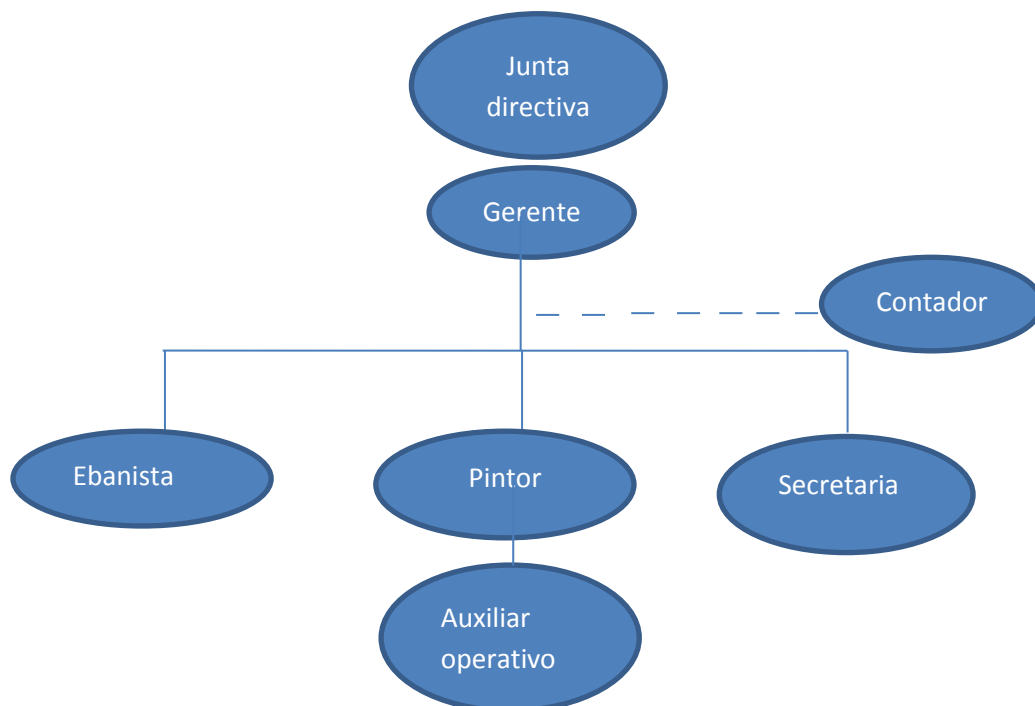 Junta
directiva
Gerente
Contador
Ebanista
Pintor
Secretaria
Auxiliar
operativo